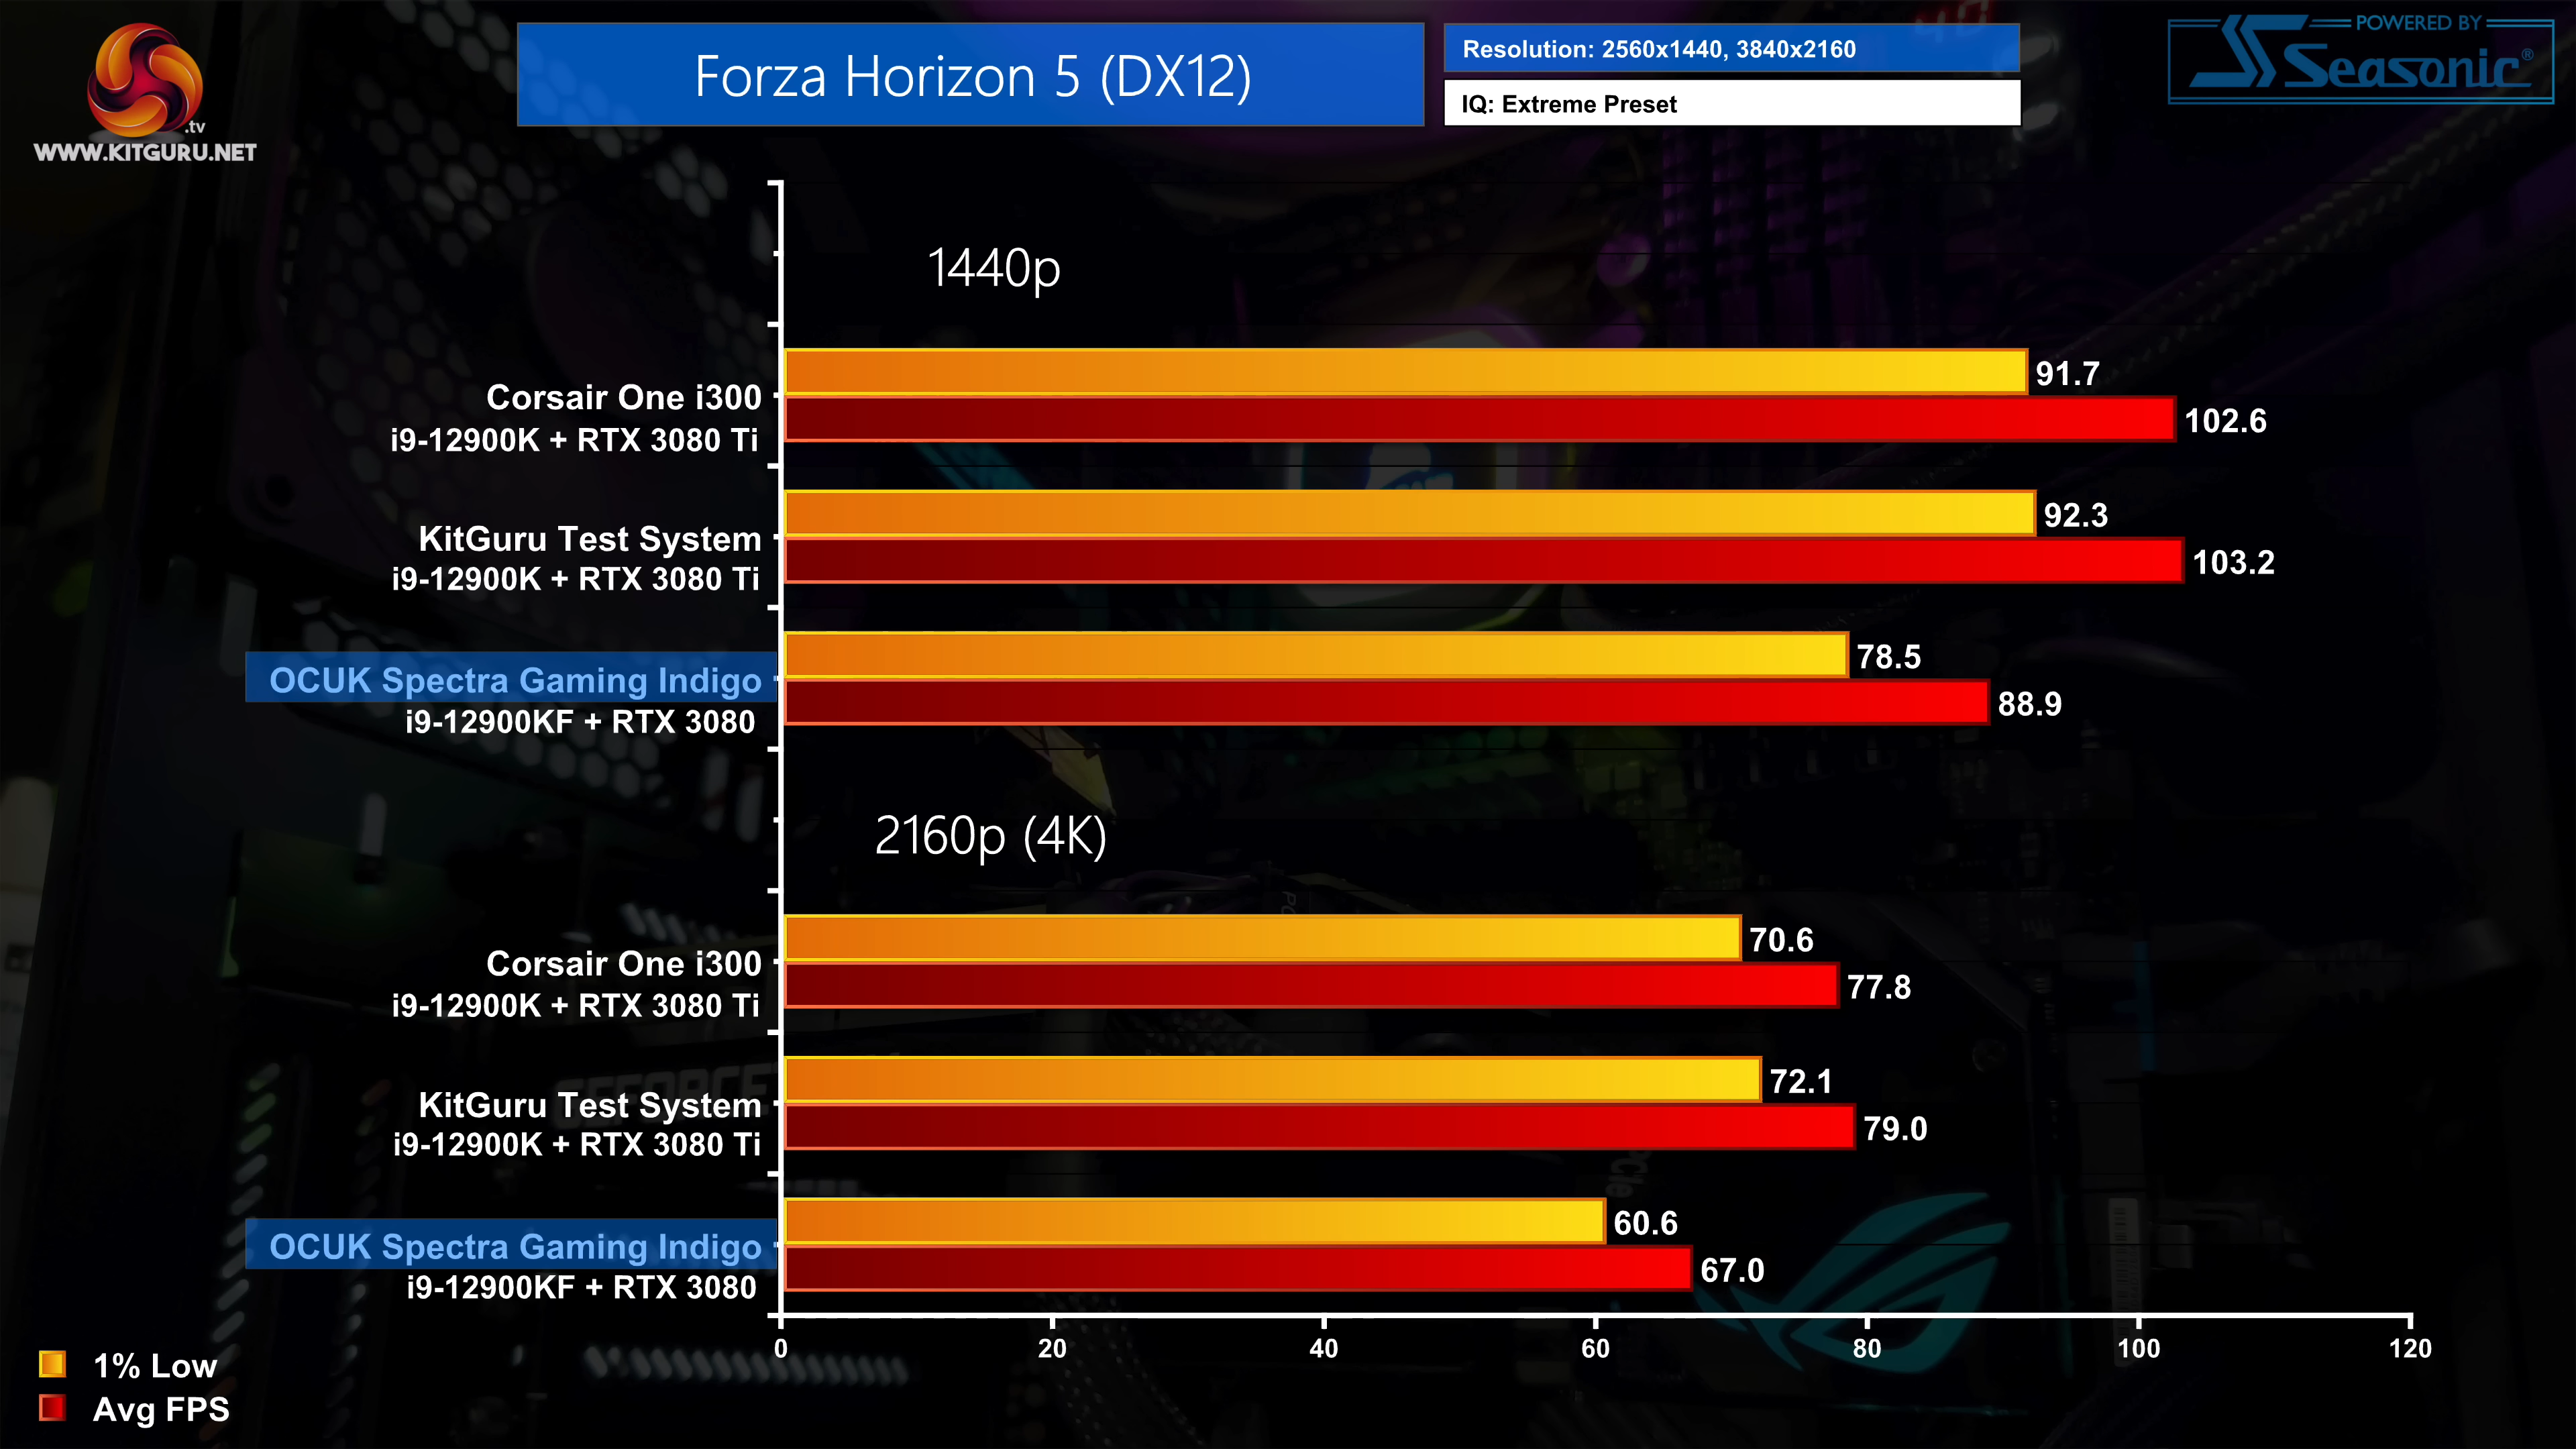 .tv
WWW.KITGURU.NET
Forza Horizon 5 (DX12)
Resolution: 2560x1440, 3840x2160
IQ: Extreme Preset
POWERED BY
Seasonic®
1440p
Corsair One i300
i9-12900K + RTX 3080 Ti
91.7
102.6
KitGuru Test System
i9-12900K + RTX 3080 Ti
92.3
103.2
OCUK Spectra Gaming Indigo
i9-12900KF + RTX 3080
78.5
88.9
2160p (4K)
Corsair One i300
i9-12900K + RTX 3080 Ti
70.6
77.8
KitGuru Test System
i9-12900K + RTX 3080 Ti
72.1
79.0
OCUK Spectra Gaming Indigo
i9-12900KF + RTX 3080
60.6
67.0
0 20 40 60 80 100 120
1% Low
Avg FPS
GEFORCE